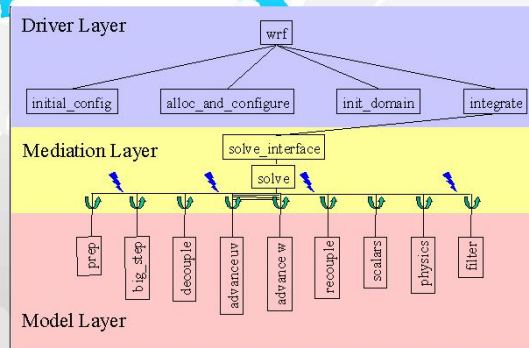 Driver Layer
wrf
initial_config
alloc_and_configure
init_domain
integrate
Mediation Layer
solve_interface
solve
prep
big_step
decouple
advance uv
advance w
recouple
scalars
physics
filter
Model Layer